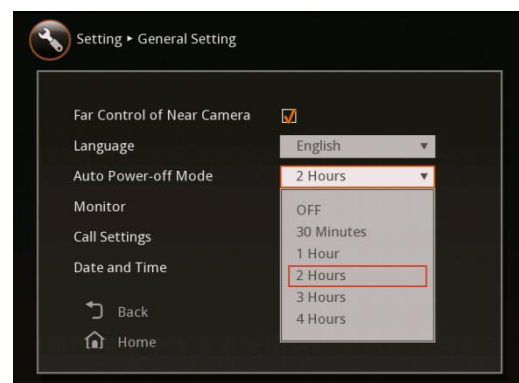 Setting ▸ General Setting
Far Control of Near Camera
Language English
Auto Power-off Mode 2 Hours
Monitor
Call Settings
Date and Time
OFF
30 Minutes
1 Hour
2 Hours
3 Hours
4 Hours
Back
Home